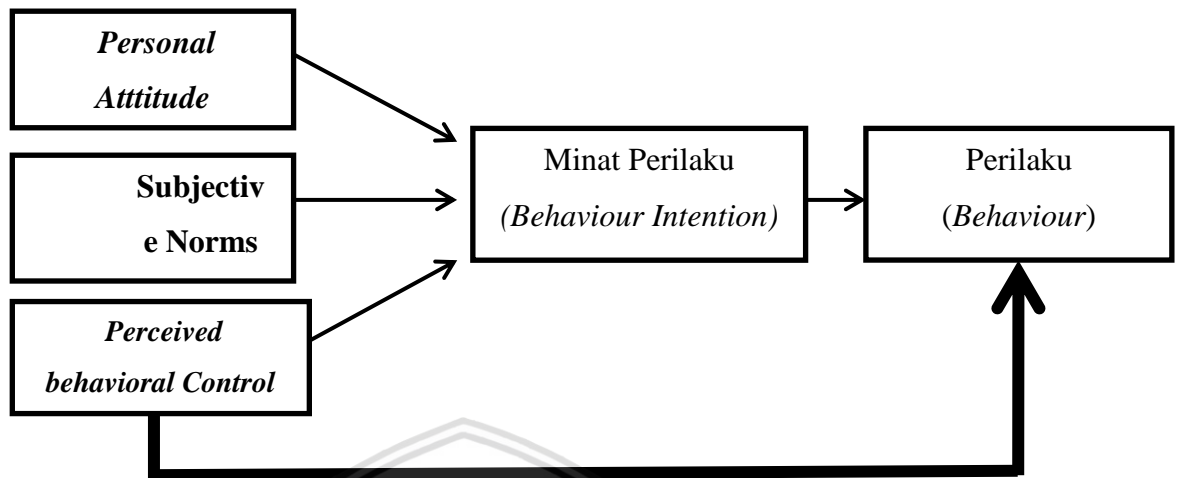 Personal
Atttitude
Subjectiv
e Norms
Perceived
behavioral Control
Minat Perilaku
(Behaviour Intention)
Perilaku
(Behaviour)